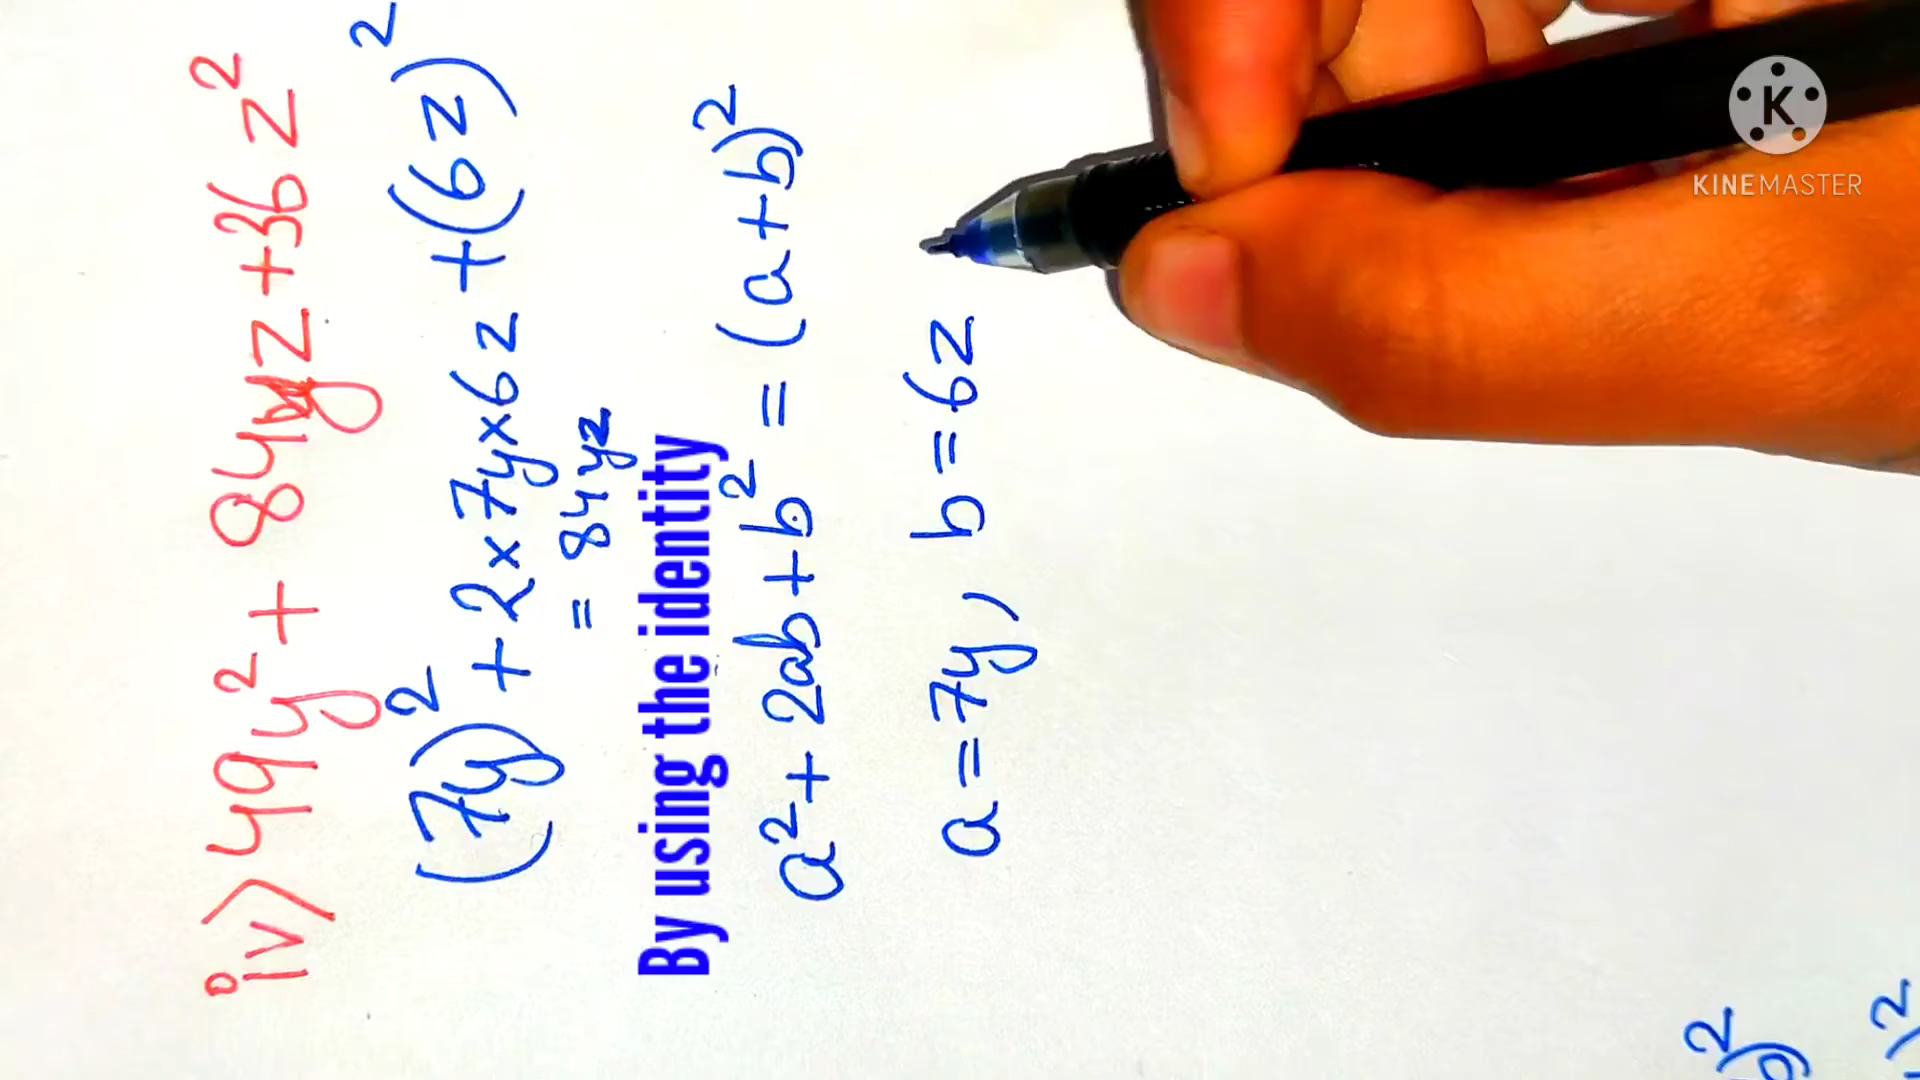 iv) 49y² + 84yz + 36z²
(7y)² + 2×7y×6z + (6z)²
= 84yz
By using the identity
a² + 2ab + b² = (a+b)²
a = 7y, b = 6z
KINEMASTER